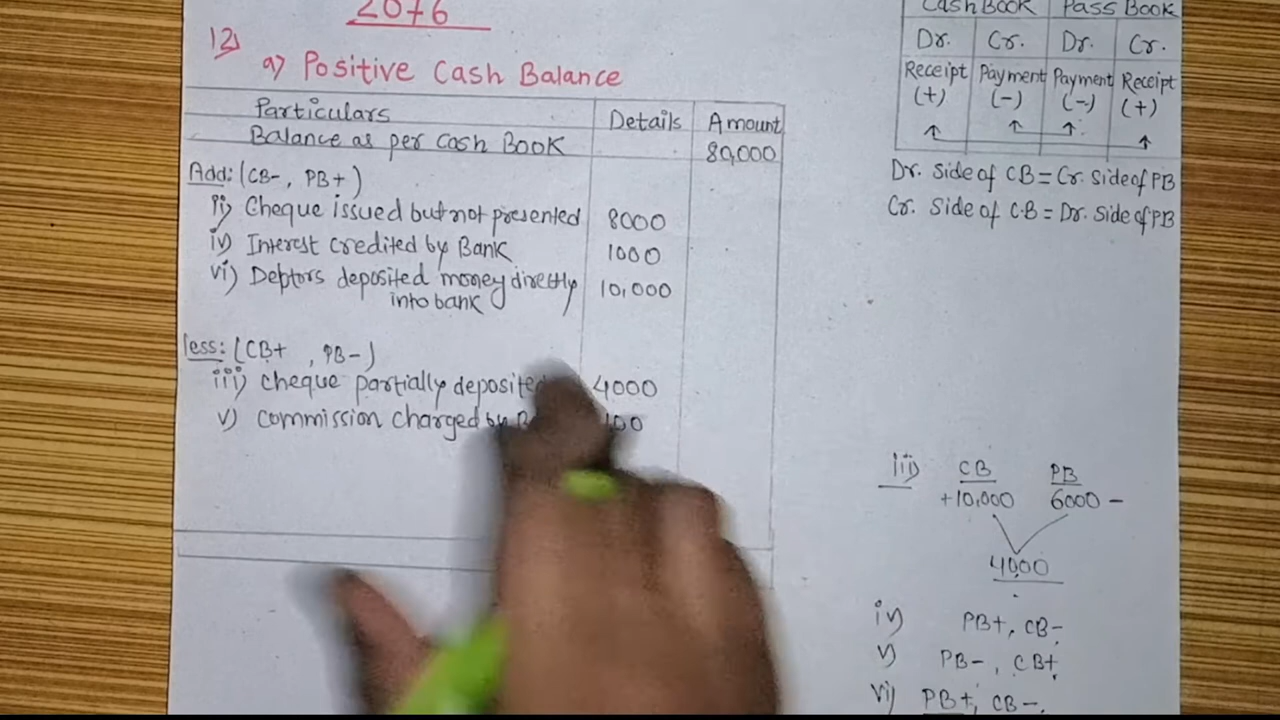 2076
12)
a) Positive Cash Balance
Particulars Details Amount
Balance as per Cash Book 80,000
Add: (CB-, PB+)
ii) Cheque issued but not presented 8000
iv) Interest credited by Bank 1000
vi) Deptors deposited money directly 10,000
into bank
less: (CB+ , PB-)
iii) Cheque partially deposited 4000
v) Commission charged by 100
Cash Book Pass Book
Dr. Cr. Dr. Cr.
Receipt Payment Payment Receipt
(+) (-) (-) (+)
Dr. Side of CB = Cr. Side of PB
Cr. Side of C.B = Dr. Side of PB
iii) CB PB
+10,000 6000 -
4000
iv) PB+, CB-
v) PB-, CB+
vi) PB+, CB-.